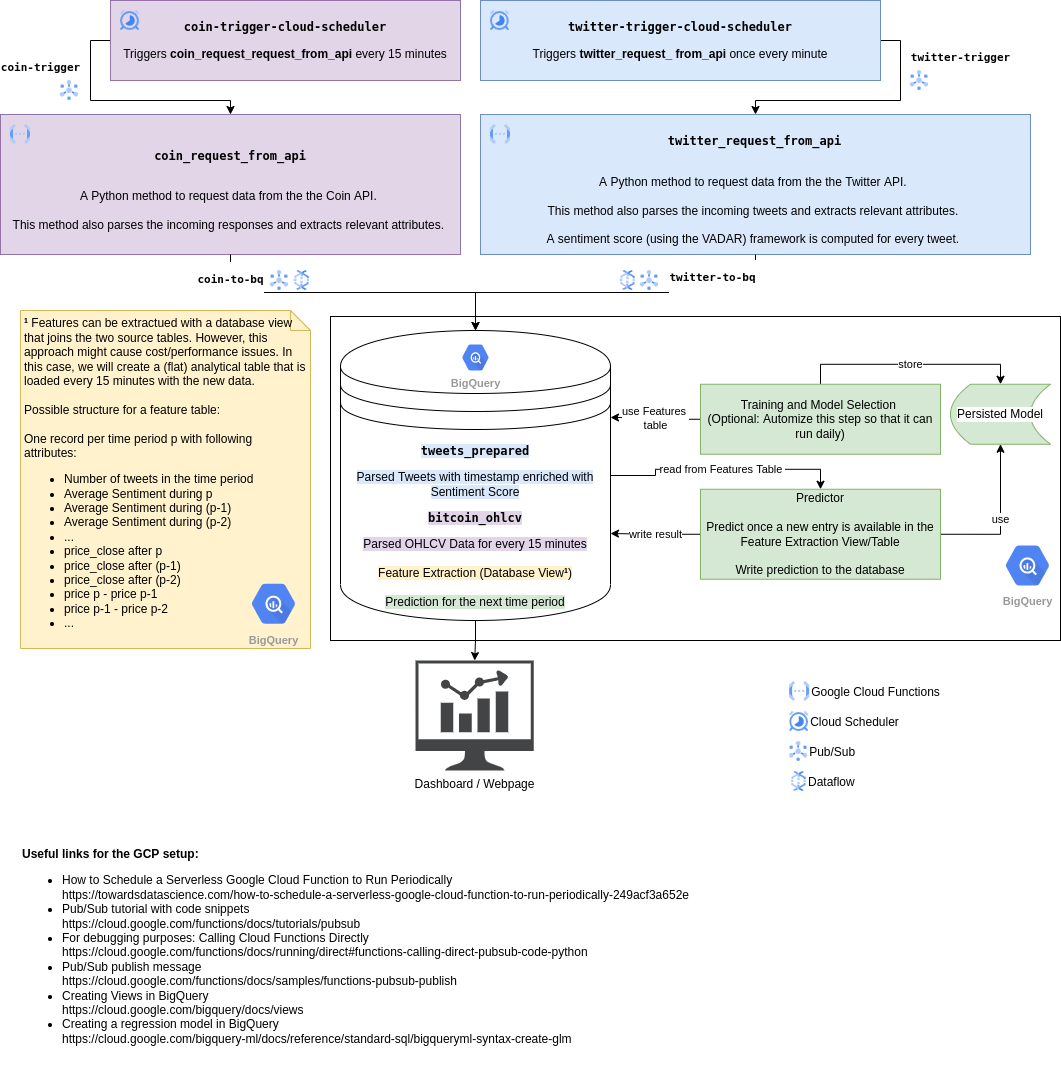 coin-trigger-cloud-scheduler
Triggers coin_request_request_from_api every 15 minutes
twitter-trigger-cloud-scheduler
Triggers twitter_request_ from_api once every minute
coin-trigger
twitter-trigger
coin_request_from_api
A Python method to request data from the the Coin API.
This method also parses the incoming responses and extracts relevant attributes.
twitter_request_from_api
A Python method to request data from the the Twitter API.
This method also parses the incoming tweets and extracts relevant attributes.
A sentiment score (using the VADAR) framework is computed for every tweet.
coin-to-bq
twitter-to-bq
¹ Features can be extractued with a database view
that joins the two source tables. However, this
approach might cause cost/performance issues. In
this case, we will create a (flat) analytical table that is
loaded every 15 minutes with the new data.
Possible structure for a feature table:
One record per time period p with following
attributes:
• Number of tweets in the time period
• Average Sentiment during p
• Average Sentiment during (p-1)
• Average Sentiment during (p-2)
• ...
• price_close after p
• price_close after (p-1)
• price_close after (p-2)
• price p - price p-1
• price p-1 - price p-2
• ...
BigQuery
BigQuery
tweets_prepared
Parsed Tweets with timestamp enriched with
Sentiment Score
bitcoin_ohlcv
Parsed OHLCV Data for every 15 minutes
Feature Extraction (Database View¹)
Prediction for the next time period
use Features
table
read from Features Table
write result
store
Training and Model Selection
(Optional: Automize this step so that it can
run daily)
Persisted Model
Predictor
Predict once a new entry is available in the
Feature Extraction View/Table
Write prediction to the database
use
BigQuery
Dashboard / Webpage
Google Cloud Functions
Cloud Scheduler
Pub/Sub
Dataflow
Useful links for the GCP setup:
• How to Schedule a Serverless Google Cloud Function to Run Periodically
https://towardsdatascience.com/how-to-schedule-a-serverless-google-cloud-function-to-run-periodically-249acf3a652e
• Pub/Sub tutorial with code snippets
https://cloud.google.com/functions/docs/tutorials/pubsub
• For debugging purposes: Calling Cloud Functions Directly
https://cloud.google.com/functions/docs/running/direct#functions-calling-direct-pubsub-code-python
• Pub/Sub publish message
https://cloud.google.com/functions/docs/samples/functions-pubsub-publish
• Creating Views in BigQuery
https://cloud.google.com/bigquery/docs/views
• Creating a regression model in BigQuery
https://cloud.google.com/bigquery-ml/docs/reference/standard-sql/bigqueryml-syntax-create-glm